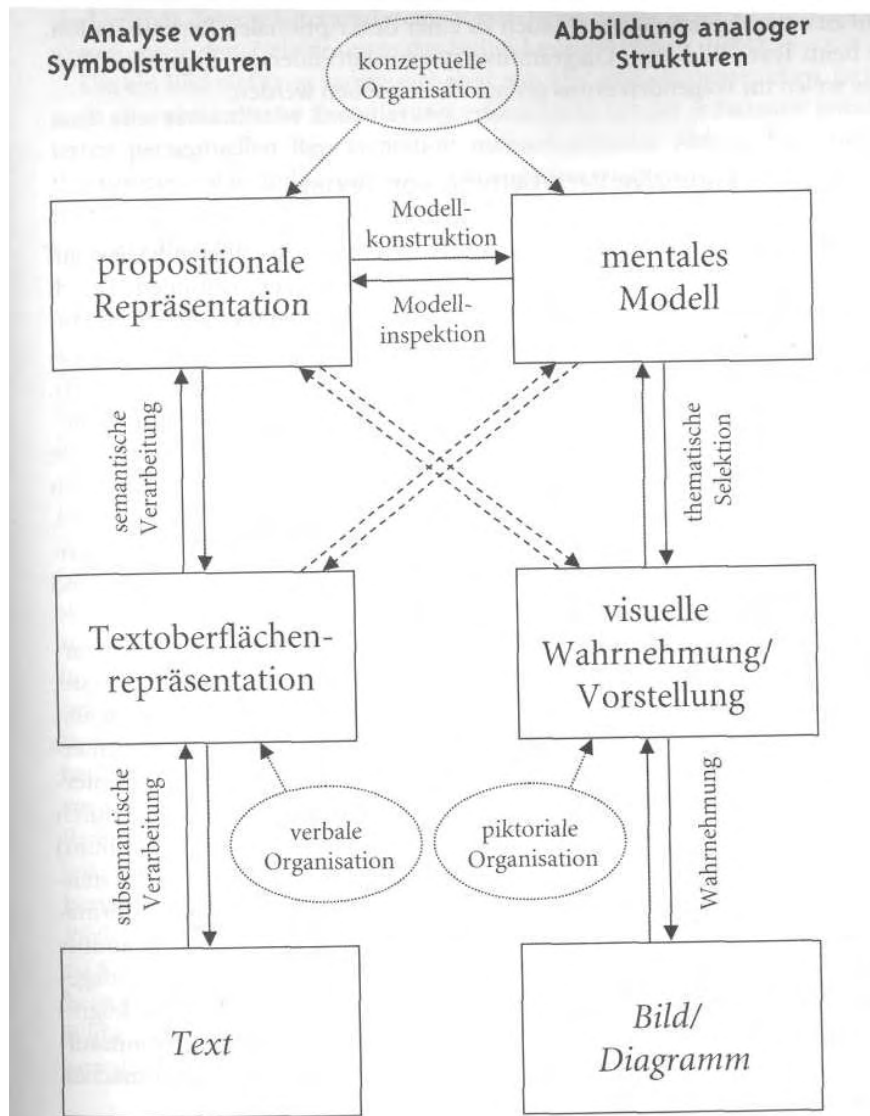 Analyse von
Symbolstrukturen
konzeptuelle
Organisation
Abbildung analoger
Strukturen
propositionale
Repräsentation
Modell-
konstruktion
Modell-
inspektion
mentales
Modell
semantische
Verarbeitung
thematische
Selektion
Textoberflächen-
repräsentation
visuelle
Wahrnehmung/
Vorstellung
subsemantische
Verarbeitung
verbale
Organisation
piktoriale
Organisation
Wahrnehmung
Text
Bild/
Diagramm